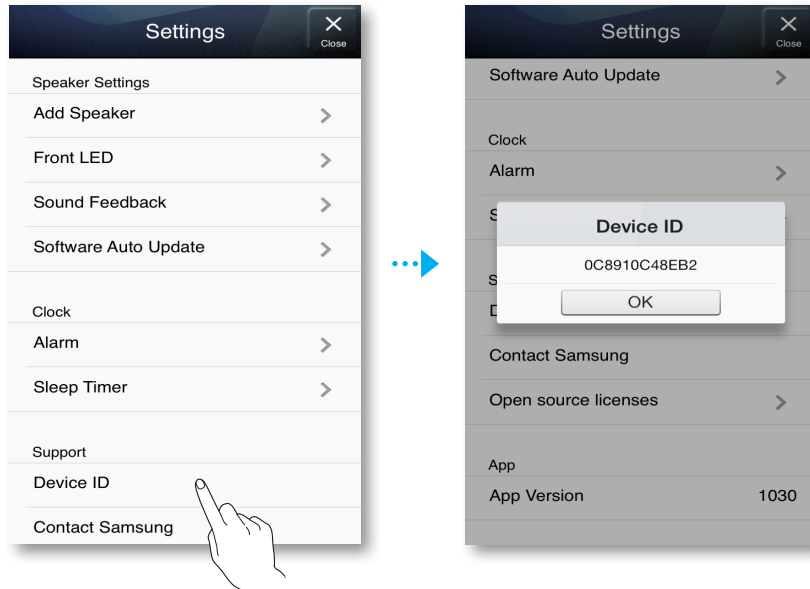 Settings
Close
Speaker Settings
Add Speaker
Front LED
Sound Feedback
Software Auto Update
Clock
Alarm
Sleep Timer
Support
Device ID
Contact Samsung
Settings
Close
Software Auto Update
Clock
Alarm
S
Device ID
0C8910C48EB2
S
OK
D
Contact Samsung
Open source licenses
App
App Version 1030